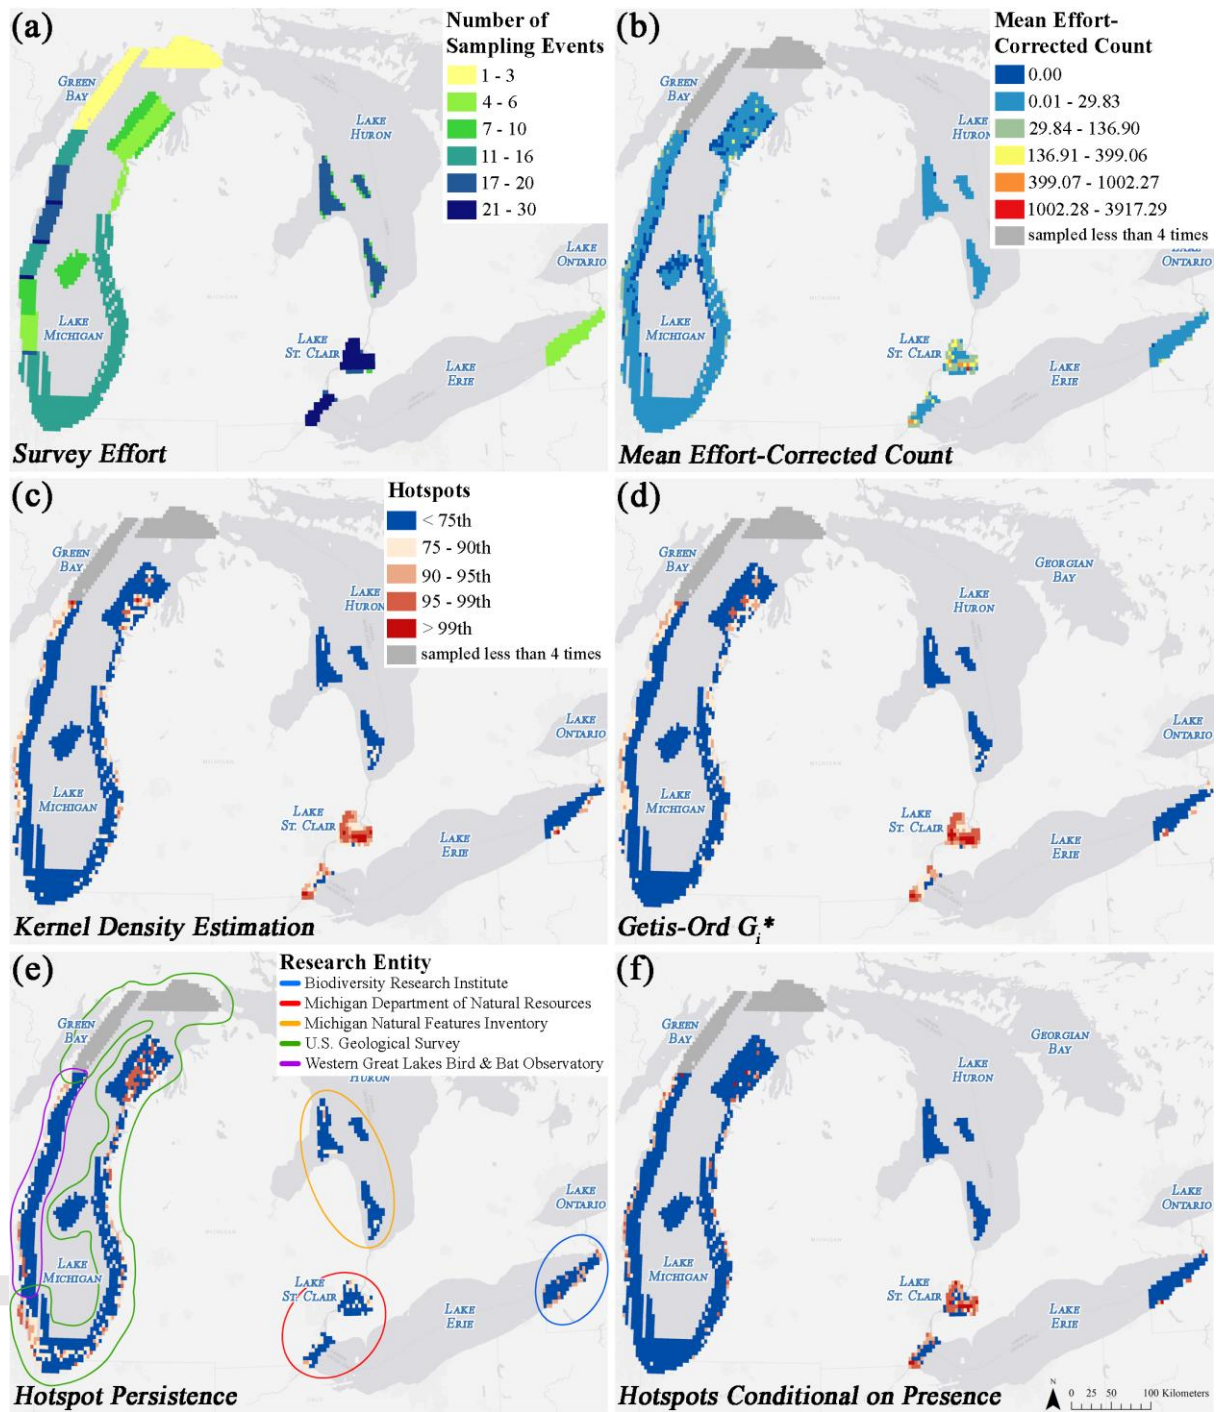 (a)
Number of
Sampling Events
1 - 3
4 - 6
7 - 10
11 - 16
17 - 20
21 - 30
GREEN
BAY
LAKE
HURON
LAKE
ONTARIO
MICHIGAN
LAKE
MICHIGAN
LAKE
ST. CLAIR
LAKE
ERIE
Survey Effort
(b)
Mean Effort-
Corrected Count
0.00
0.01 - 29.83
29.84 - 136.90
136.91 - 399.06
399.07 - 1002.27
1002.28 - 3917.29
sampled less than 4 times
GREEN
BAY
LAKE
HURON
LAKE
ONTARIO
MICHIGAN
LAKE
MICHIGAN
LAKE
ST. CLAIR
LAKE
ERIE
Mean Effort-Corrected Count
(c)
Hotspots
< 75th
75 - 90th
90 - 95th
95 - 99th
> 99th
sampled less than 4 times
GREEN
BAY
LAKE
HURON
LAKE
ONTARIO
MICHIGAN
LAKE
MICHIGAN
LAKE
ST. CLAIR
LAKE
ERIE
Kernel Density Estimation
(d)
GREEN
BAY
GEORGIAN
BAY
LAKE
HURON
LAKE
ONTARIO
MICHIGAN
LAKE
MICHIGAN
LAKE
ST. CLAIR
LAKE
ERIE
Getis-Ord Gi*
(e)
Research Entity
Biodiversity Research Institute
Michigan Department of Natural Resources
Michigan Natural Features Inventory
U.S. Geological Survey
Western Great Lakes Bird & Bat Observatory
GREEN
BAY
HURON
LAKE
ONTARIO
LAKE
MICHIGAN
LAKE
ST. CLAIR
LAKE
ERIE
Hotspot Persistence
(f)
GREEN
BAY
GEORGIAN
BAY
LAKE
HURON
LAKE
ONTARIO
LAKE
MICHIGAN
LAKE
ST. CLAIR
LAKE
ERIE
Hotspots Conditional on Presence
N
0 25 50 100 Kilometers